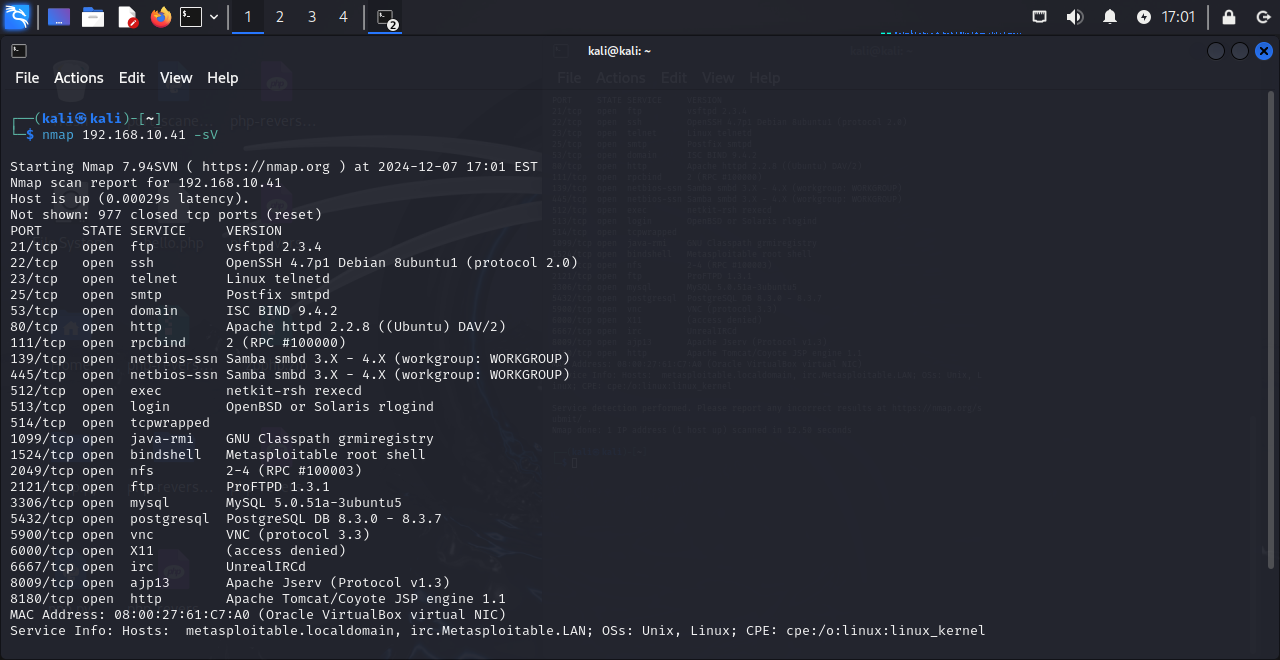 1 2 3 4 2 17:01
kali@kali: ~
File Actions Edit View Help
┌──(kali㉿kali)-[~]
└─$ nmap 192.168.10.41 -sV
Starting Nmap 7.94SVN ( https://nmap.org ) at 2024-12-07 17:01 EST
Nmap scan report for 192.168.10.41
Host is up (0.00029s latency).
Not shown: 977 closed tcp ports (reset)
PORT     STATE SERVICE     VERSION
21/tcp   open  ftp         vsftpd 2.3.4
22/tcp   open  ssh         OpenSSH 4.7p1 Debian 8ubuntu1 (protocol 2.0)
23/tcp   open  telnet      Linux telnetd
25/tcp   open  smtp        Postfix smtpd
53/tcp   open  domain      ISC BIND 9.4.2
80/tcp   open  http        Apache httpd 2.2.8 ((Ubuntu) DAV/2)
111/tcp  open  rpcbind     2 (RPC #100000)
139/tcp  open  netbios-ssn Samba smbd 3.X - 4.X (workgroup: WORKGROUP)
445/tcp  open  netbios-ssn Samba smbd 3.X - 4.X (workgroup: WORKGROUP)
512/tcp  open  exec        netkit-rsh rexecd
513/tcp  open  login       OpenBSD or Solaris rlogind
514/tcp  open  tcpwrapped
1099/tcp open  java-rmi    GNU Classpath grmiregistry
1524/tcp open  bindshell   Metasploitable root shell
2049/tcp open  nfs         2-4 (RPC #100003)
2121/tcp open  ftp         ProFTPD 1.3.1
3306/tcp open  mysql       MySQL 5.0.51a-3ubuntu5
5432/tcp open  postgresql  PostgreSQL DB 8.3.0 - 8.3.7
5900/tcp open  vnc         VNC (protocol 3.3)
6000/tcp open  X11         (access denied)
6667/tcp open  irc         UnrealIRCd
8009/tcp open  ajp13       Apache Jserv (Protocol v1.3)
8180/tcp open  http        Apache Tomcat/Coyote JSP engine 1.1
MAC Address: 08:00:27:61:C7:A0 (Oracle VirtualBox virtual NIC)
Service Info: Hosts:  metasploitable.localdomain, irc.Metasploitable.LAN; OSs: Unix, Linux; CPE: cpe:/o:linux:linux_kernel